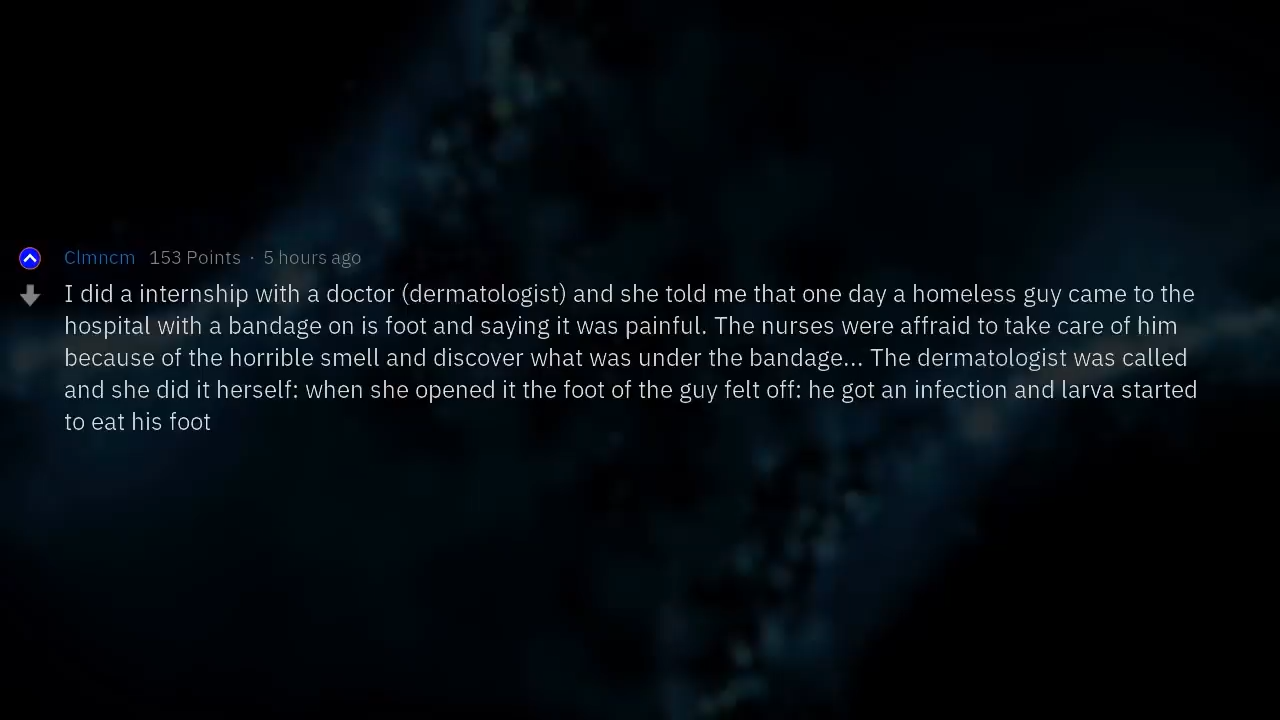 Clmncm 153 Points · 5 hours ago
I did a internship with a doctor (dermatologist) and she told me that one day a homeless guy came to the
hospital with a bandage on is foot and saying it was painful. The nurses were affraid to take care of him
because of the horrible smell and discover what was under the bandage... The dermatologist was called
and she did it herself: when she opened it the foot of the guy felt off: he got an infection and larva started
to eat his foot